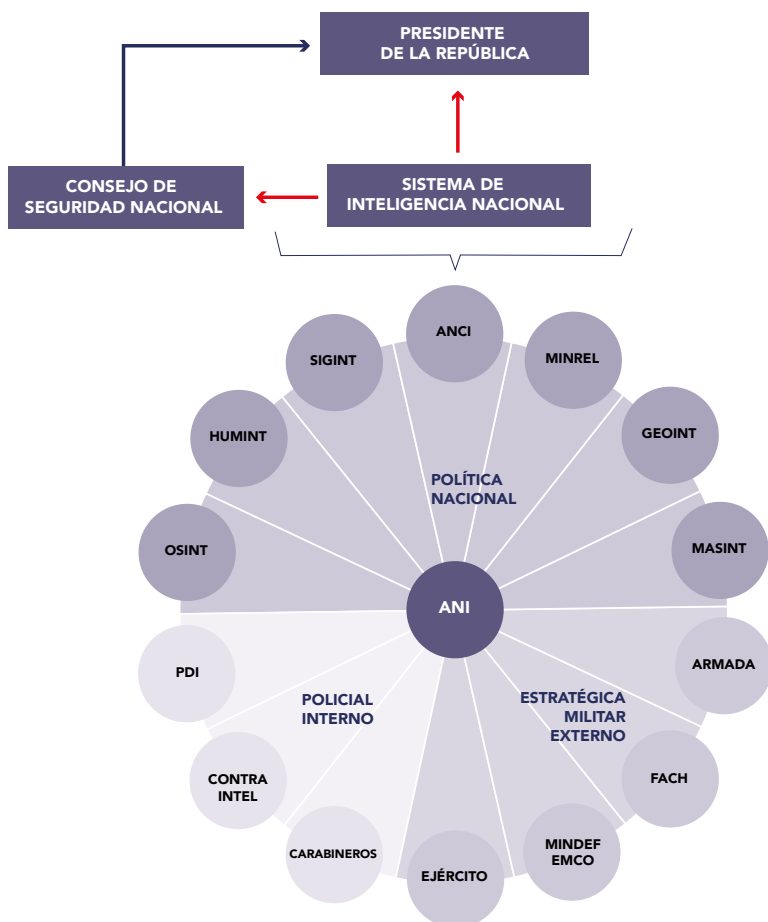 PRESIDENTE
DE LA REPÚBLICA
CONSEJO DE
SEGURIDAD NACIONAL
SISTEMA DE
INTELIGENCIA NACIONAL
ANCI
SIGINT
MINREL
HUMINT
GEOINT
POLÍTICA
NACIONAL
OSINT
MASINT
ANI
PDI
ARMADA
POLICIAL
INTERNO
ESTRATÉGICA
MILITAR
EXTERNO
CONTRA
INTEL
FACH
CARABINEROS
EJÉRCITO
MINDEF
EMCO